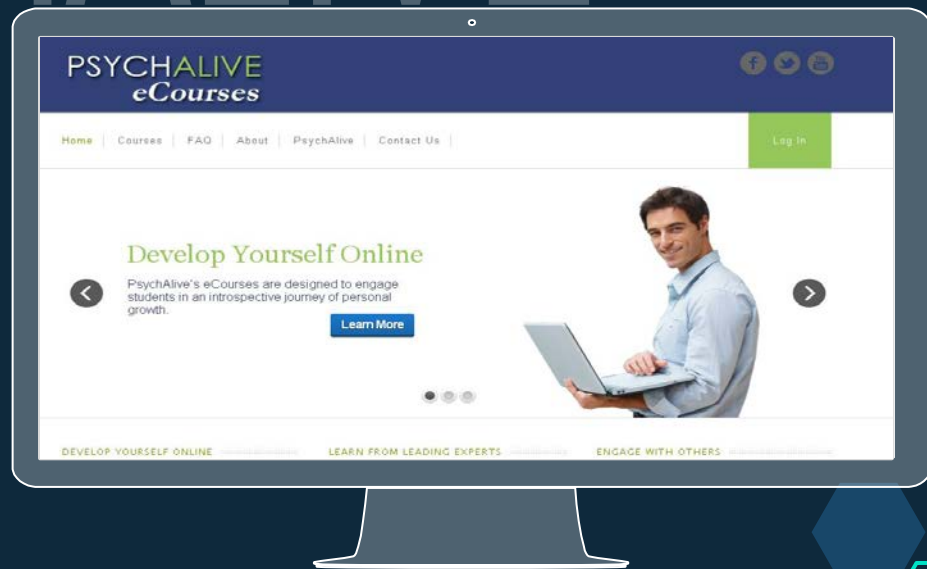 PSYCHALIVE
eCourses
Home Courses FAQ About PsychAlive Contact Us
Log In
Develop Yourself Online
PsychAlive's eCourses are designed to engage
students in an introspective journey of personal
growth.
Learn More
DEVELOP YOURSELF ONLINE LEARN FROM LEADING EXPERTS ENGAGE WITH OTHERS